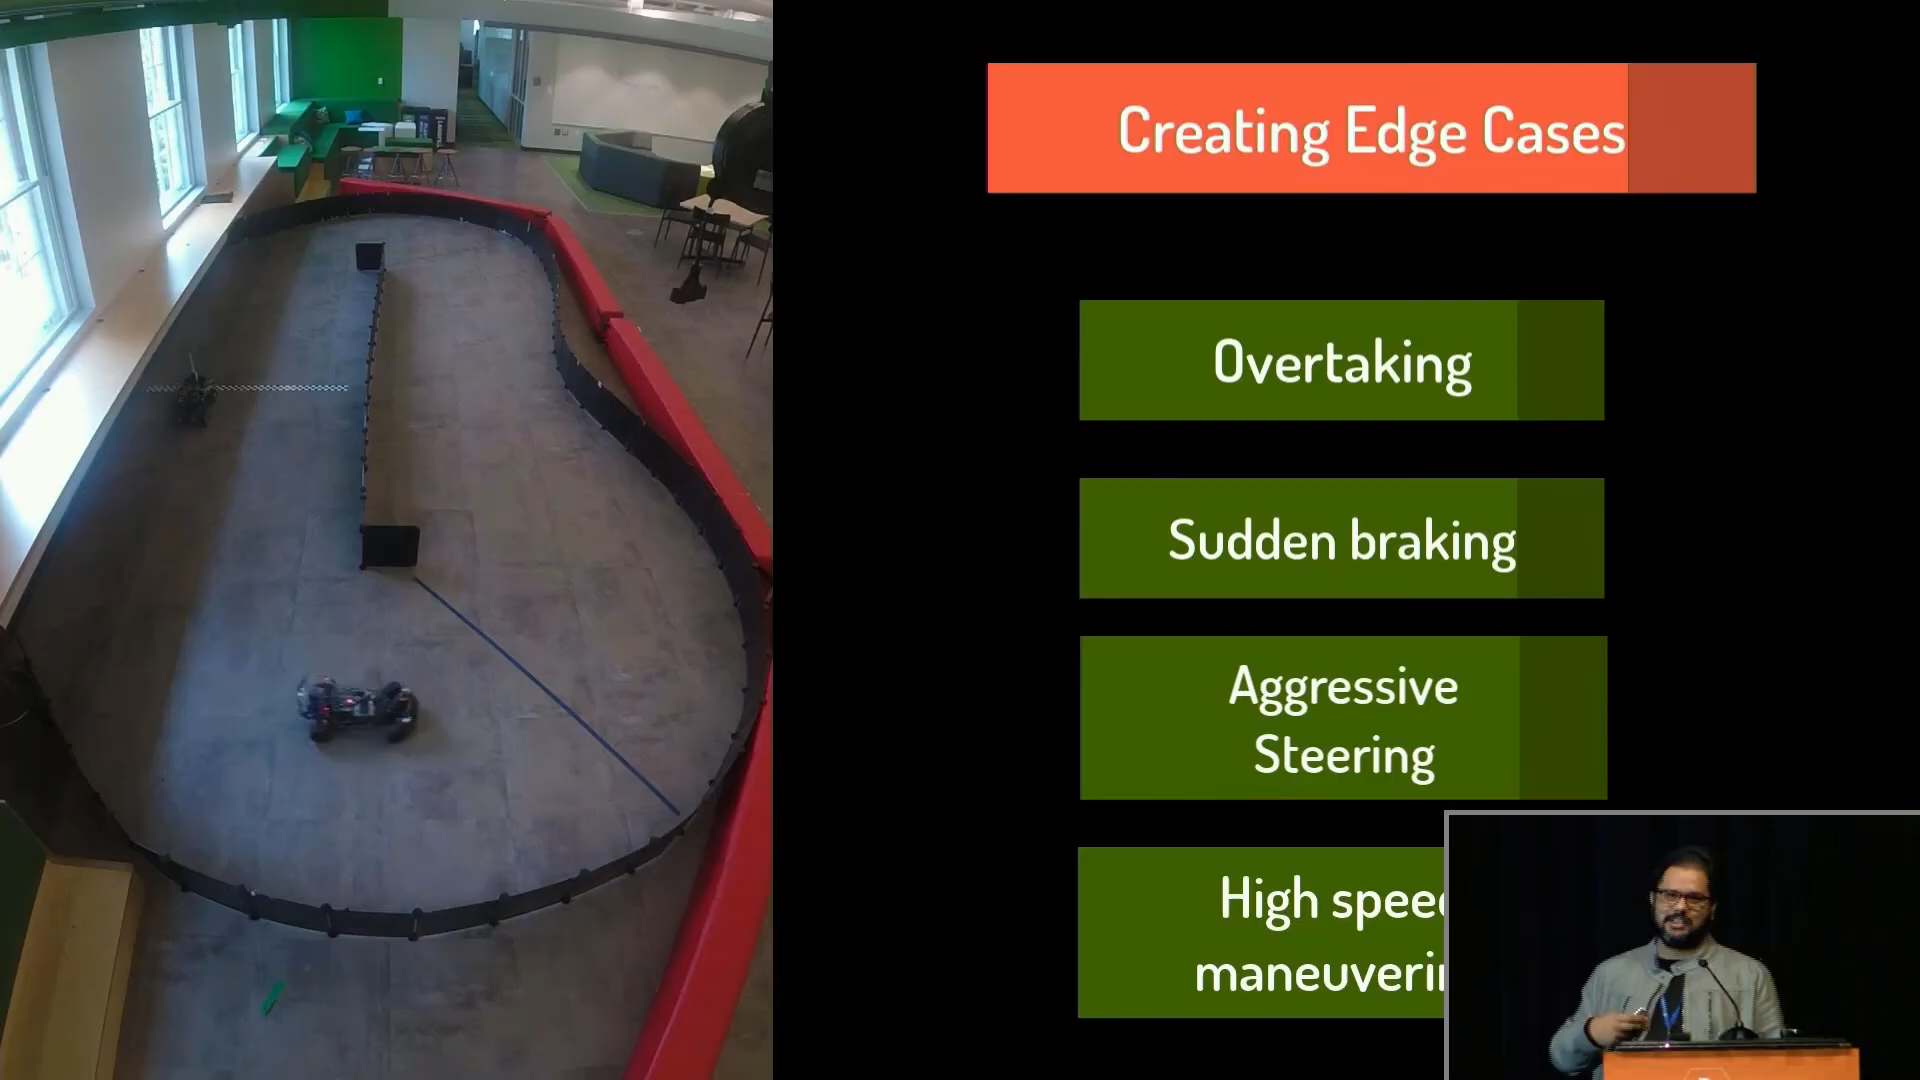 Creating Edge Cases
Overtaking
Sudden braking
Aggressive
Steering
High spee
maneuveri